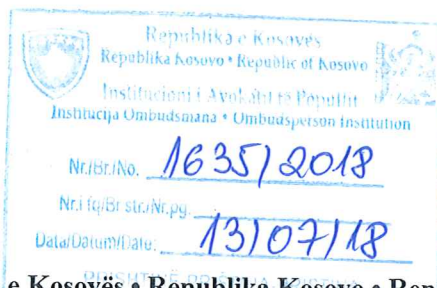 Republika e Kosovës
Republika Kosovo • Republic of Kosovo
Institucioni i Avokatit të Popullit
Institucija Ombudsmana • Ombudsperson Institution
Nr./Br./No. 1635/2018
Nr.i fq/Br str./Nr.pg.
Data/Datum/Date: 13/07/18
e Kosovës • Republika Kosovo • Rep